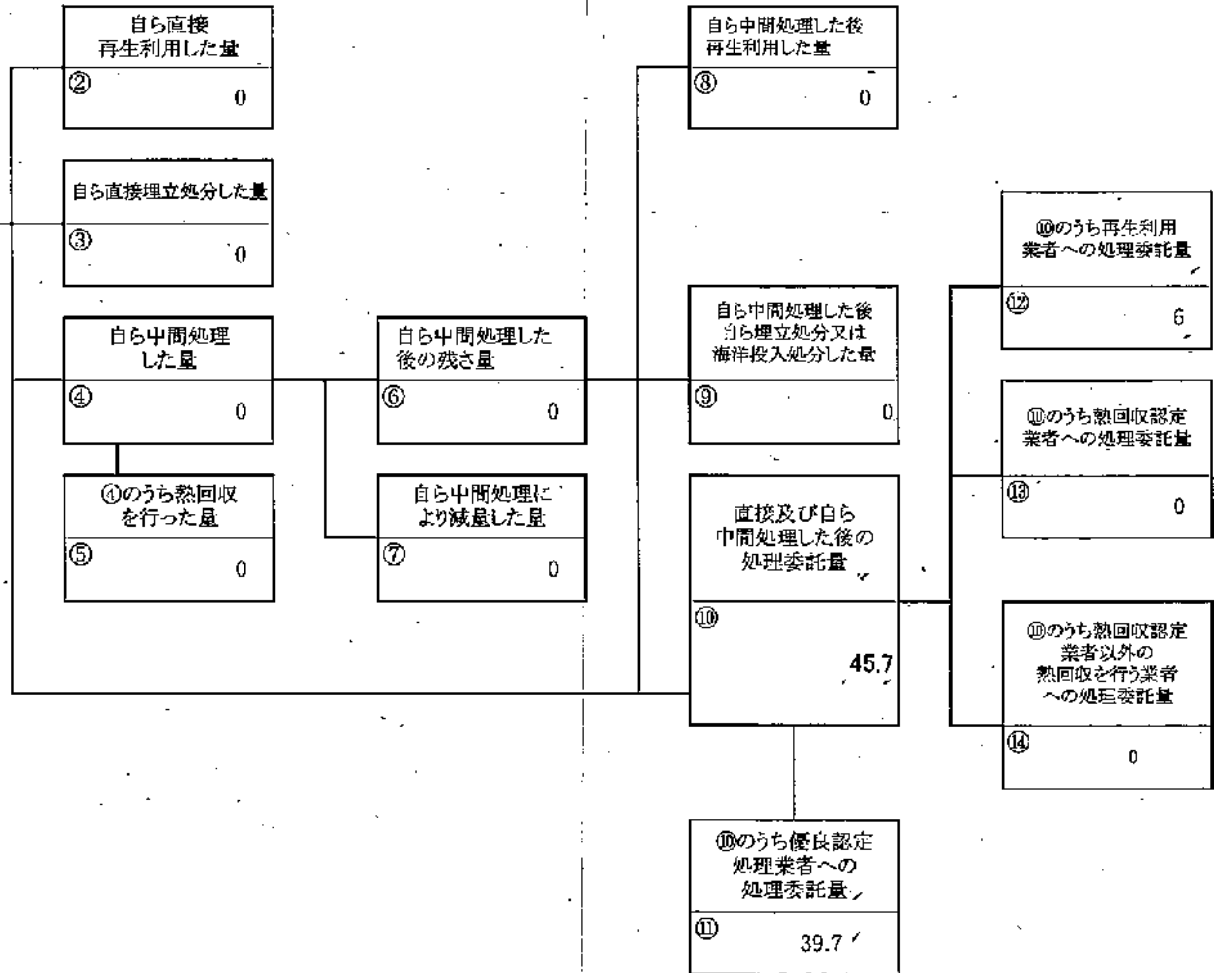 自ら直接
再生利用した量
②
0
自ら直接埋立処分した量
③
0
自ら中間処理
した量
④
0
④のうち熱回収
を行った量
⑤
0
自ら中間処理した
後の残さ量
⑥
0
自ら中間処理に
より減量した量
⑦
0
自ら中間処理した後
再生利用した量
⑧
0
自ら中間処理した後
自ら埋立処分又は
海洋投入処分した量
⑨
0
直接及び自ら
中間処理した後の
処理委託量
⑩
45.7
⑩のうち優良認定
処理業者への
処理委託量
⑪
39.7
⑩のうち再生利用
業者への処理委託量
⑫
6
⑩のうち熱回収認定
業者への処理委託量
⑬
0
⑩のうち熱回収認定
業者以外の
熱回収を行う業者
への処理委託量
⑭
0